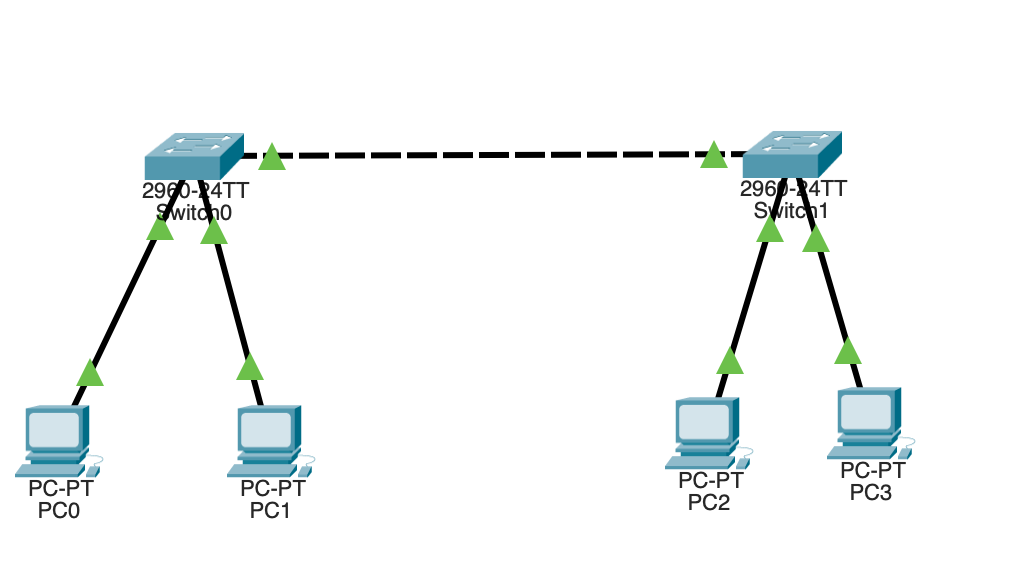 2960-24TT
Switch0
2960-24TT
Switch1
PC-PT
PC0
PC-PT
PC1
PC-PT
PC2
PC-PT
PC3